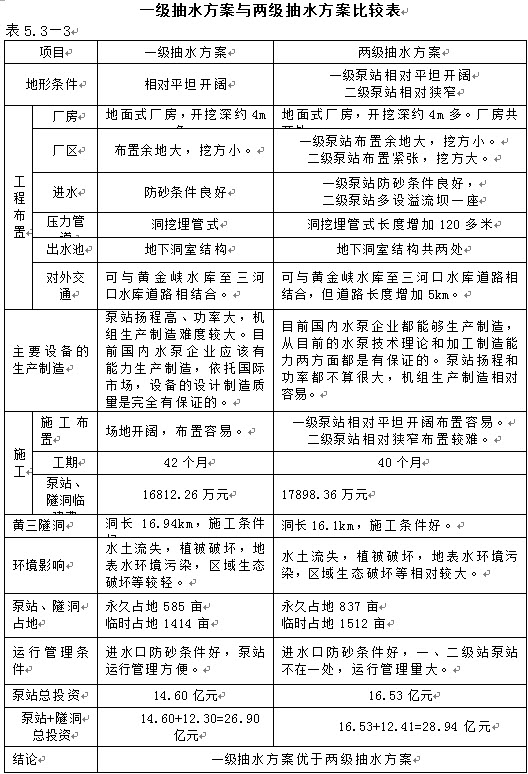 一级抽水方案与两级抽水方案比较表
表5.3—3
项目
一级抽水方案
两级抽水方案
地形条件
相对平坦开阔
一级泵站相对平坦开阔
二级泵站相对狭窄
工程布置
厂房
地面式厂房,开挖深约4m
地面式厂房,开挖深约4m多。厂房共
厂区
布置余地大,挖方小。
一级泵站布置余地大,挖方小。
二级泵站布置紧张,挖方大。
进水
防砂条件良好
一级泵站防砂条件良好,
二级泵站多设溢流坝一座
压力管
洞挖埋管式
洞挖埋管式长度增加120多米
出水池
地下洞室结构
地下洞室结构共两处
对外交
通
可与黄金峡水库至三河
口水库道路相结合。
可与黄金峡水库至三河口水库道路相
结合,但道路长度增加5km。
主要设备的
生产制造
泵站扬程高、功率大,机
组生产制造难度较大。目
前国内水泵企业应该有
能力生产制造,依托国际
市场,设备的设计制造质
量是完全有保证的。
目前国内水泵企业都能够生产制造,
从目前的水泵技术理论和加工制造能
力两方面都是有保证的。泵站扬程和
功率都不算很大,机组生产制造相对
容易。
施工
施工布
置
场地开阔,布置容易。
一级泵站相对平坦开阔布置容易。
二级泵站相对狭窄布置较难。
工期
42个月
40个月
泵站、
隧洞临
16812.26万元
17898.36万元
黄三隧洞
洞长 16.94km,施工条件
洞长 16.1km,施工条件好。
环境影响
水土流失,植被破坏,地
表水环境污染,区域生态
破坏等较轻。
水土流失,植被破坏,地表水环境污
染,区域生态破坏等相对较大。
泵站、隧洞
占地
永久占地 585 亩
临时占地 1414 亩
永久占地 837 亩
临时占地 1512 亩
运行管理条
件
进水口防砂条件好,泵站
运行管理方便。
进水口防砂条件好,一、二级站泵站
不在一处,运行管理量大。
泵站总投资
14.60 亿元
16.53 亿元
泵站+隧洞
总投资
14.60+12.30=26.90
亿元
16.53+12.41=28.94 亿元
结论
一级抽水方案优于两级抽水方案